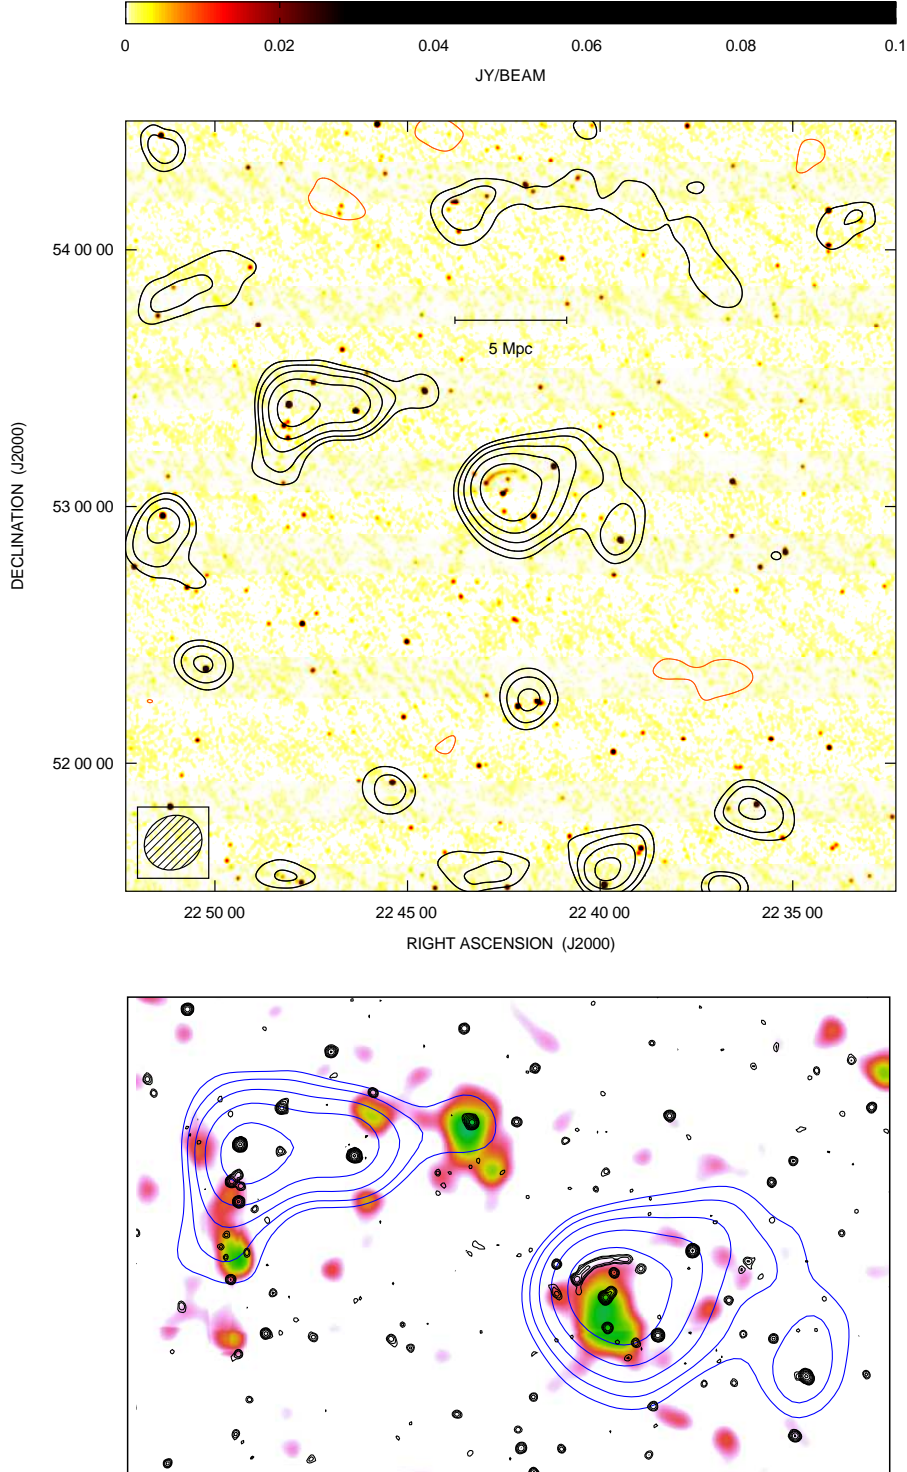 0 0.02 0.04 0.06 0.08 0.1
JY/BEAM
54 00 00
5 Mpc
53 00 00
DECLINATION (J2000)
52 00 00
22 50 00 22 45 00 22 40 00 22 35 00
RIGHT ASCENSION (J2000)